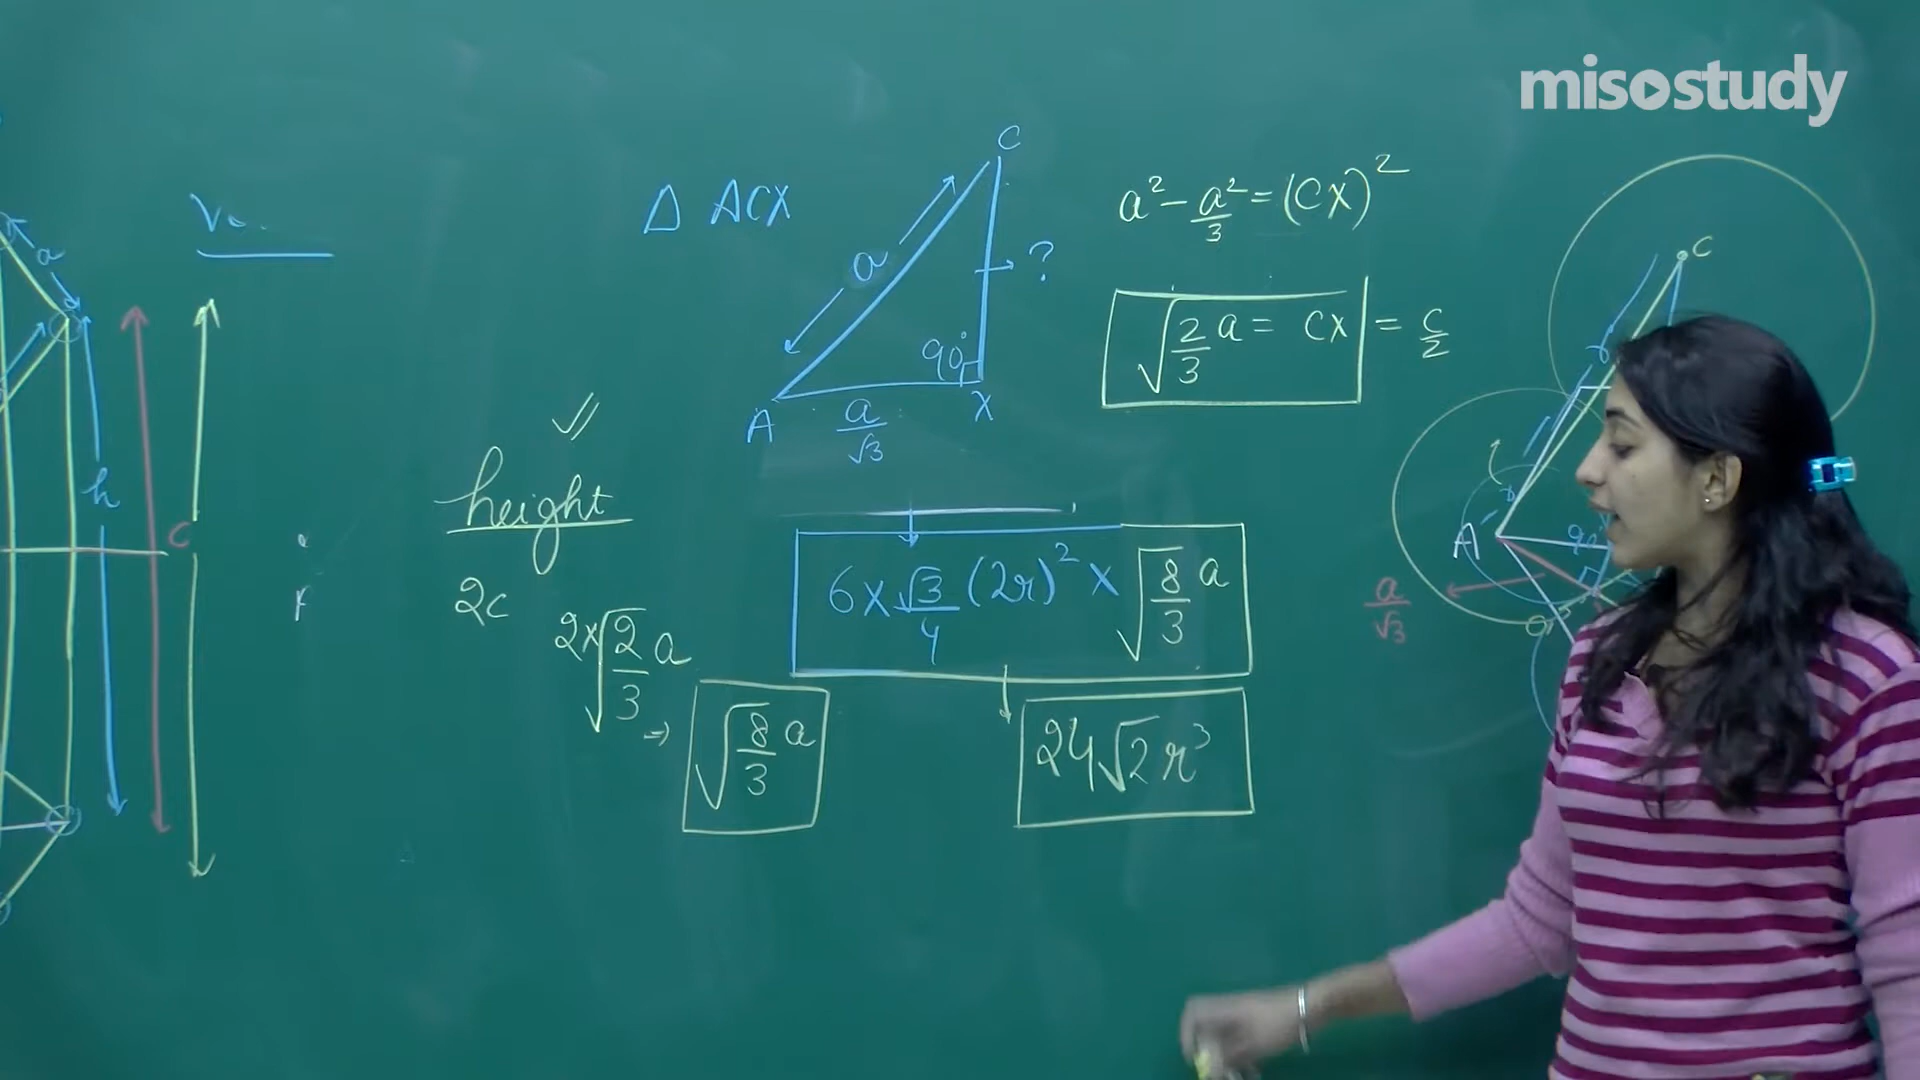 misostudy
a
h
C
Δ ACX
C
a
?
90°
A
a/√3
X
a² - a²/3 = (CX)²
√(2/3) a = CX = c/2
height
2c
2×√(2/3) a
⇒ √(8/3) a
6 × √3/4 (2r)² × √(8/3) a
24√2 r³
C
A
a/√3